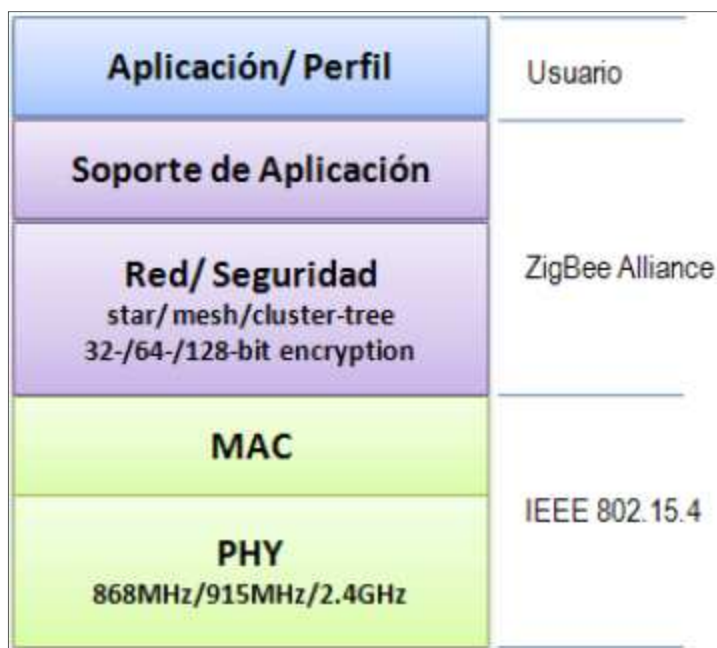 Aplicación/ Perfil
Usuario
Soporte de Aplicación
Red/ Seguridad
star/ mesh/cluster-tree
32-/64-/128-bit encryption
ZigBee Alliance
MAC
PHY
868MHz/915MHz/2.4GHz
IEEE 802.15.4